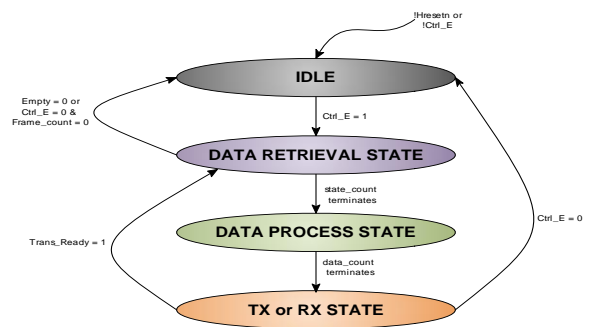 !Hresetn or
!Ctrl_E
IDLE
Empty = 0 or
Ctrl_E = 0 &
Frame_count = 0
Ctrl_E = 1
DATA RETRIEVAL STATE
state_count
terminates
DATA PROCESS STATE
Ctrl_E = 0
Trans_Ready = 1
data_count
terminates
TX or RX STATE